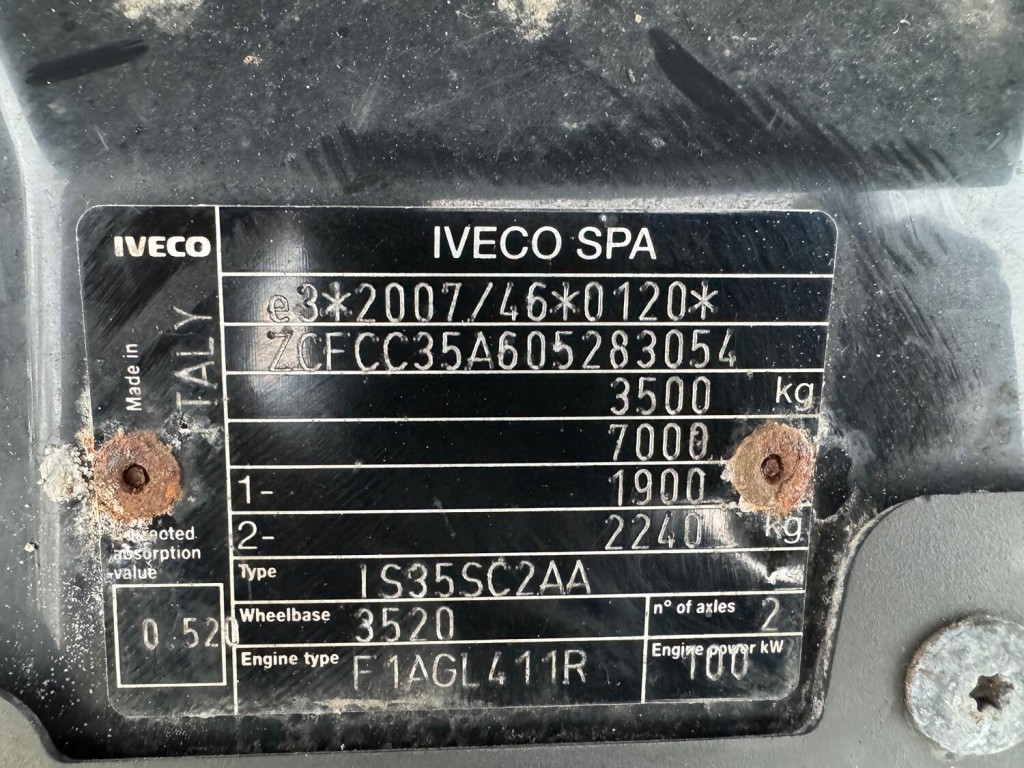 IVECO
IVECO SPA
e3*2007/46*0120*
ZCFCC35A605283054
3500 kg
7000
1- 1900
2- 2240 kg
Made in ITALY
absorption
value
0.520
Type IS35SC2AA
Wheelbase 3520
n° of axles 2
Engine type F1AGL411R
Engine power kW 100